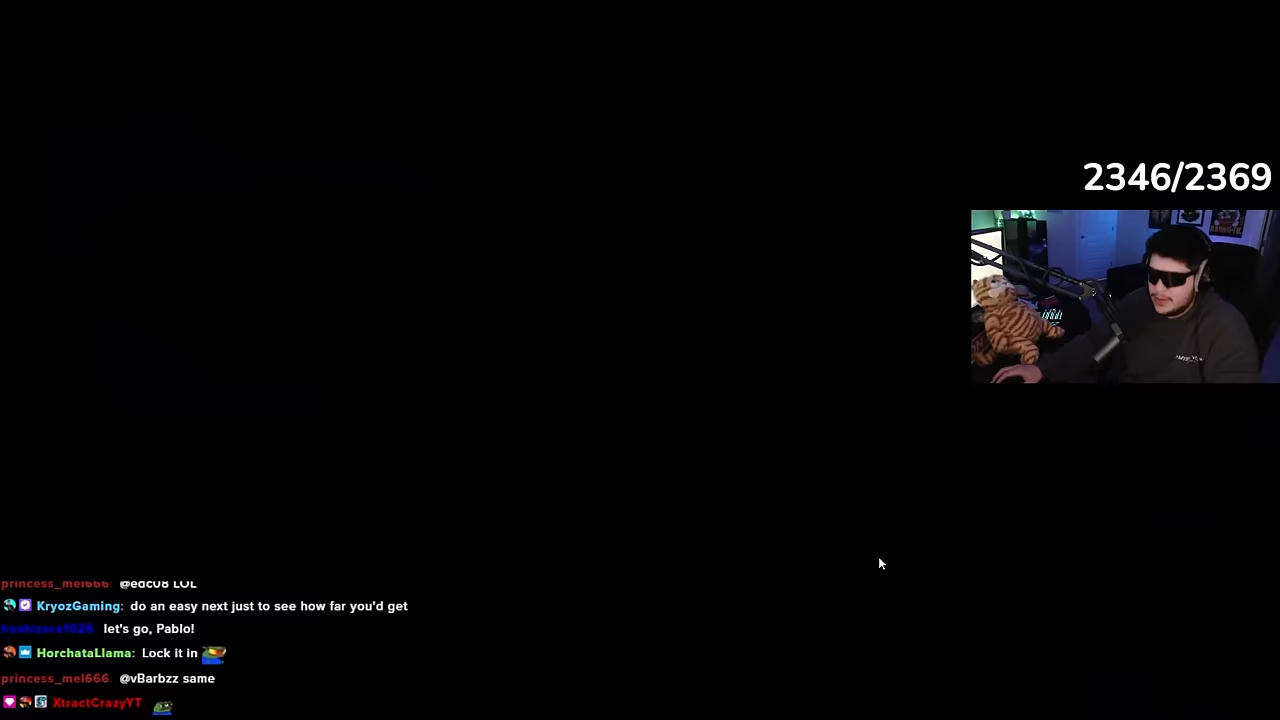 2346/2369
princess_mel666: @edc08 LOL
KryozGaming: do an easy next just to see how far you'd get
let's go, Pablo!
HorchataLlama: Lock it in
princess_mel666: @vBarbzz same
XtractCrazyYT